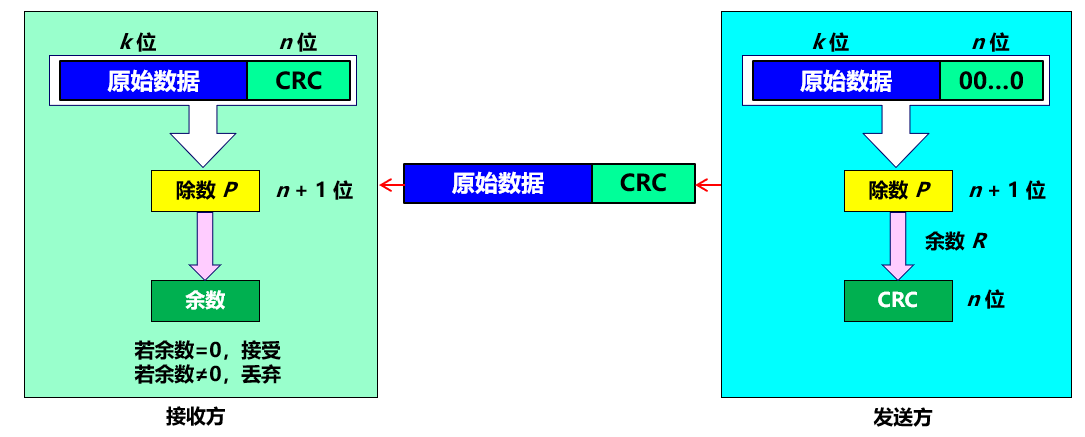 k 位 n 位
原始数据 CRC
除数 P n + 1 位
余数
若余数=0，接受
若余数≠0，丢弃
接收方
原始数据 CRC
k 位 n 位
原始数据 00…0
除数 P n + 1 位
余数 R
CRC n 位
发送方